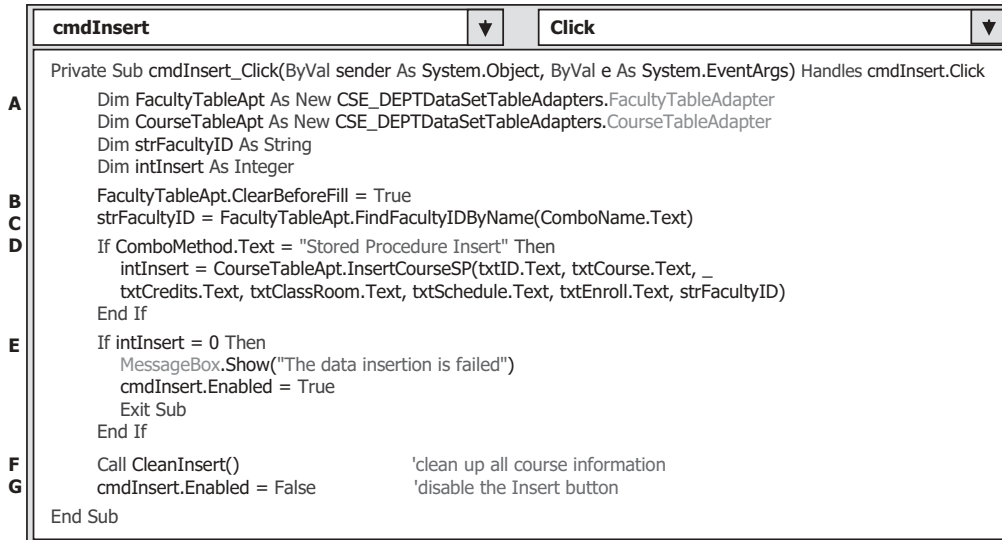 cmdInsert Click
Private Sub cmdInsert_Click(ByVal sender As System.Object, ByVal e As System.EventArgs) Handles cmdInsert.Click
A Dim FacultyTableApt As New CSE_DEPTDataSetTableAdapters.FacultyTableAdapter
Dim CourseTableApt As New CSE_DEPTDataSetTableAdapters.CourseTableAdapter
Dim strFacultyID As String
Dim intInsert As Integer
B FacultyTableApt.ClearBeforeFill = True
C strFacultyID = FacultyTableApt.FindFacultyIDByName(ComboName.Text)
D If ComboMethod.Text = "Stored Procedure Insert" Then
intInsert = CourseTableApt.InsertCourseSP(txtID.Text, txtCourse.Text, _
txtCredits.Text, txtClassRoom.Text, txtSchedule.Text, txtEnroll.Text, strFacultyID)
End If
E If intInsert = 0 Then
MessageBox.Show("The data insertion is failed")
cmdInsert.Enabled = True
Exit Sub
End If
F Call CleanInsert() 'clean up all course information
G cmdInsert.Enabled = False 'disable the Insert button
End Sub